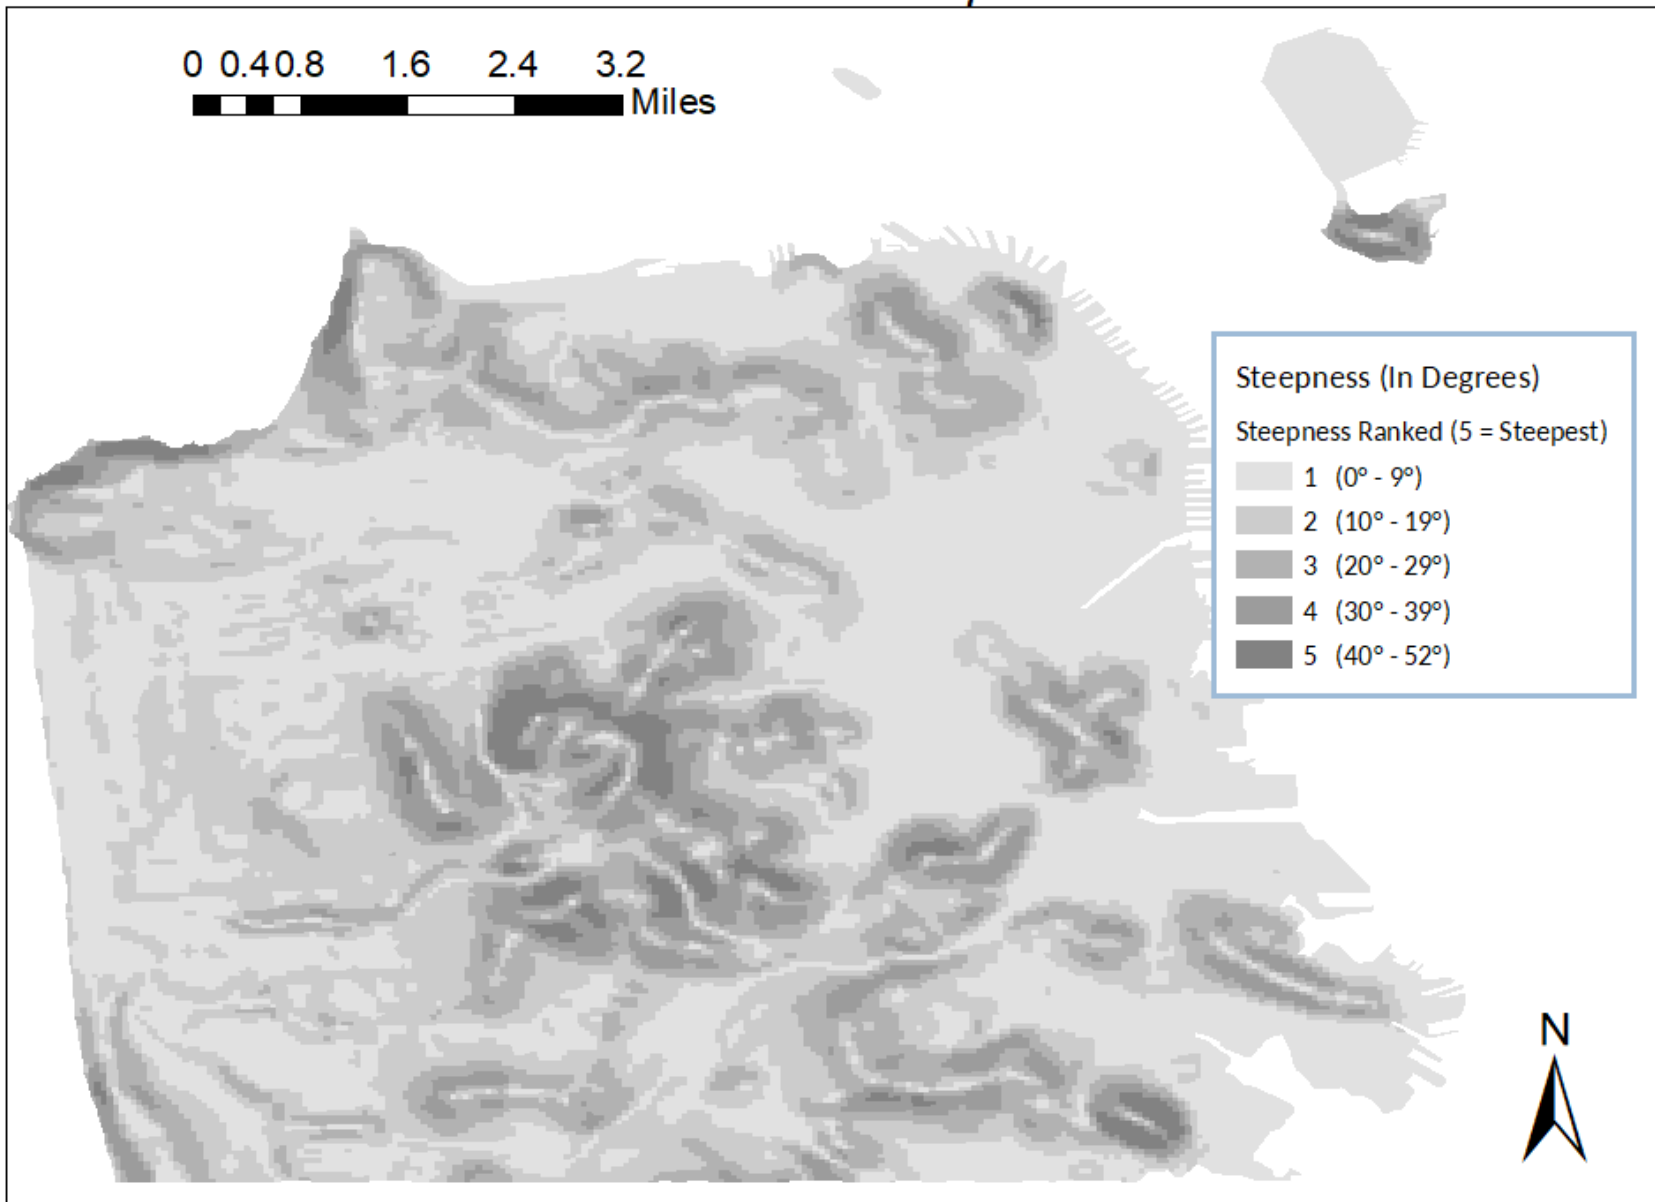 0 0.4 0.8 1.6 2.4 3.2
Miles
Steepness (In Degrees)
Steepness Ranked (5 = Steepest)
1 (0° - 9°)
2 (10° - 19°)
3 (20° - 29°)
4 (30° - 39°)
5 (40° - 52°)
N